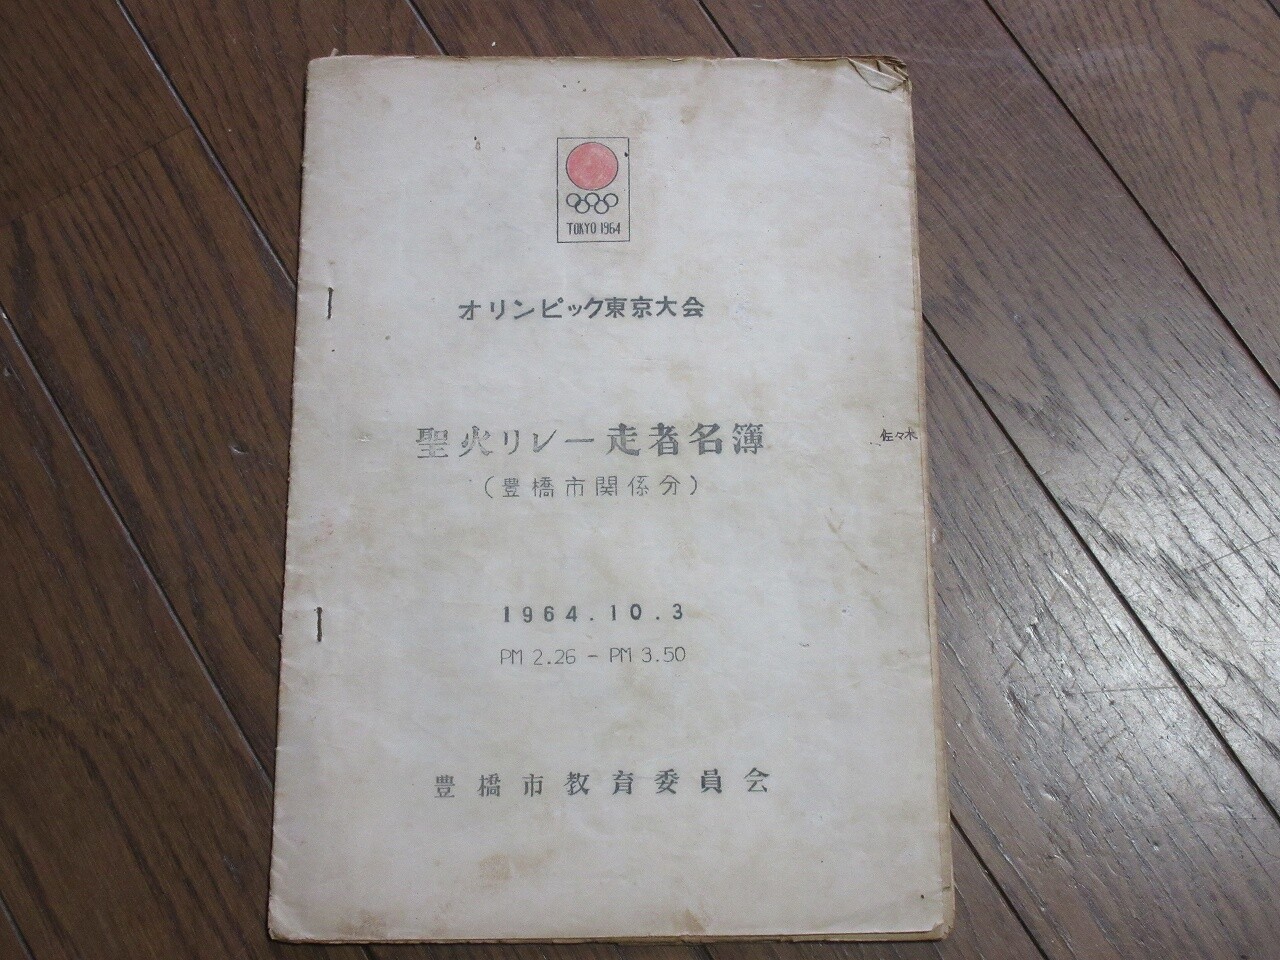 TOKYO 1964
オリンピック東京大会
聖火リレー走者名簿
(豊橋市関係分)
佐々木
1964.10.3
PM 2.26 - PM 3.50
豊橋市教育委員会